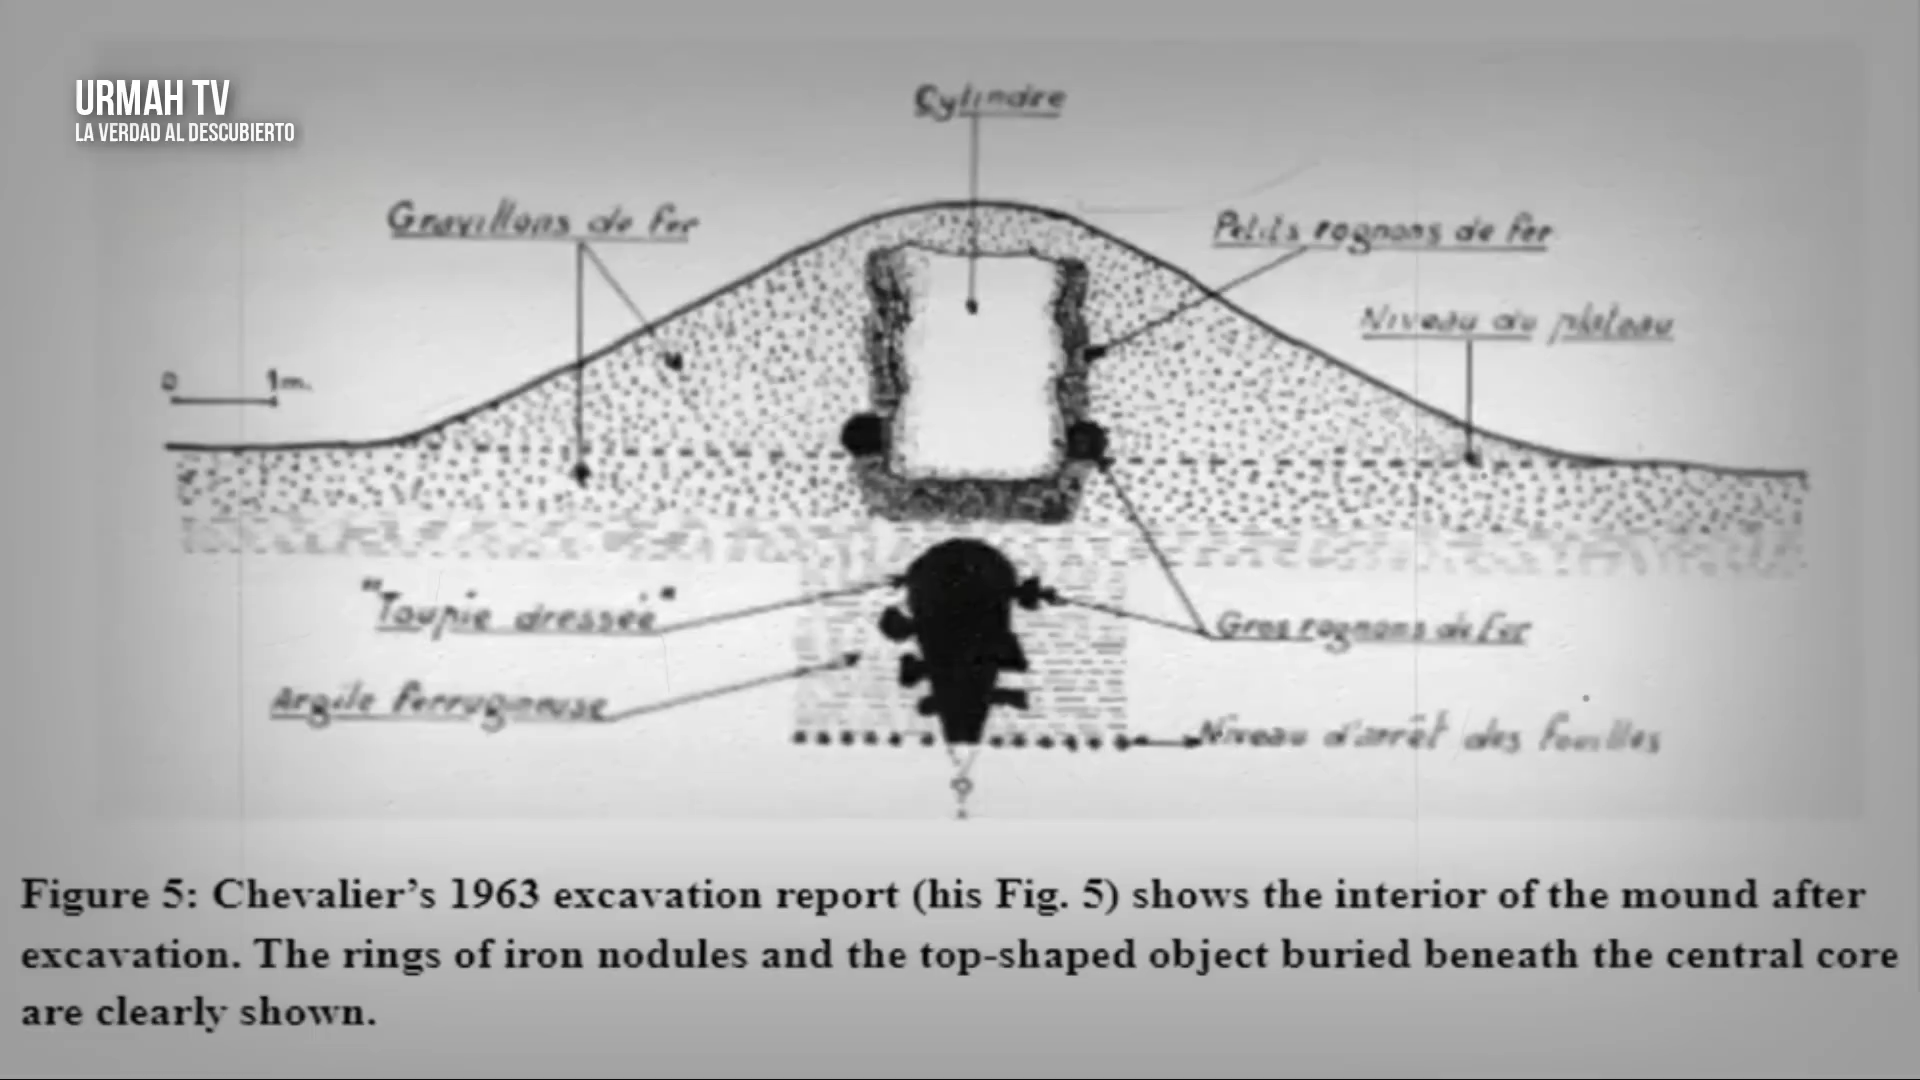 URMAH TV
LA VERDAD AL DESCUBIERTO
Cylindre
Gravillons de fer
Petits rognons de fer
Niveau du plateau
0 1m.
"Toupie dressée"
Gros rognons de fer
Argile ferrugineuse
Niveau d'arrêt des fouilles
Figure 5: Chevalier's 1963 excavation report (his Fig. 5) shows the interior of the mound after
excavation. The rings of iron nodules and the top-shaped object buried beneath the central core
are clearly shown.